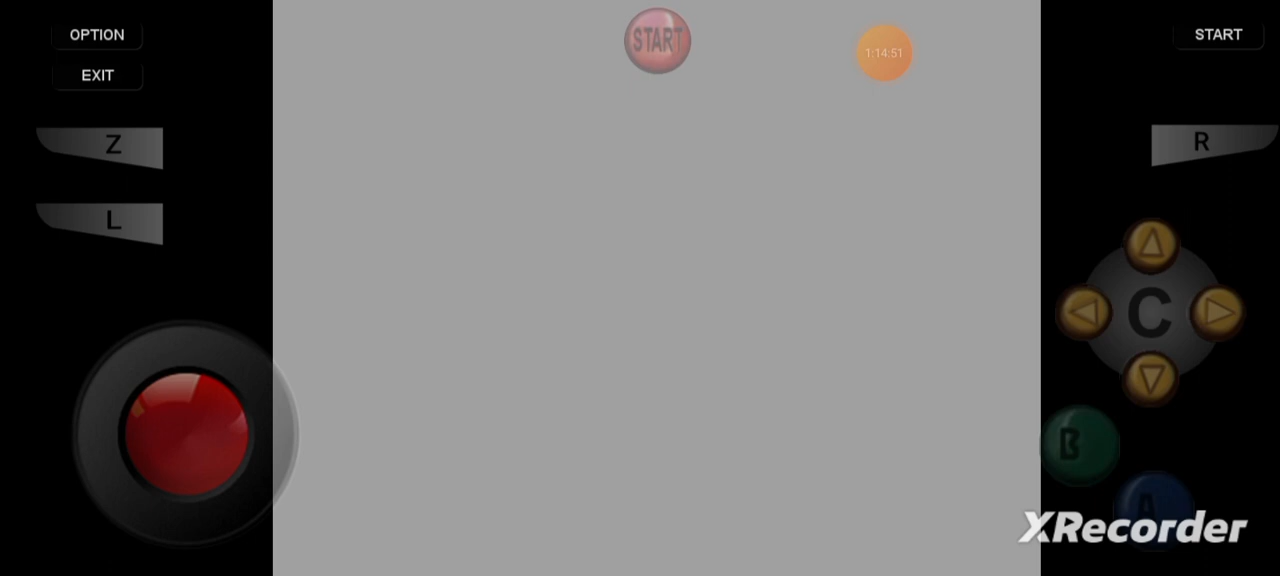 OPTION
START
1:14:51
START
EXIT
Z
R
L
C
B
A
XRecorder